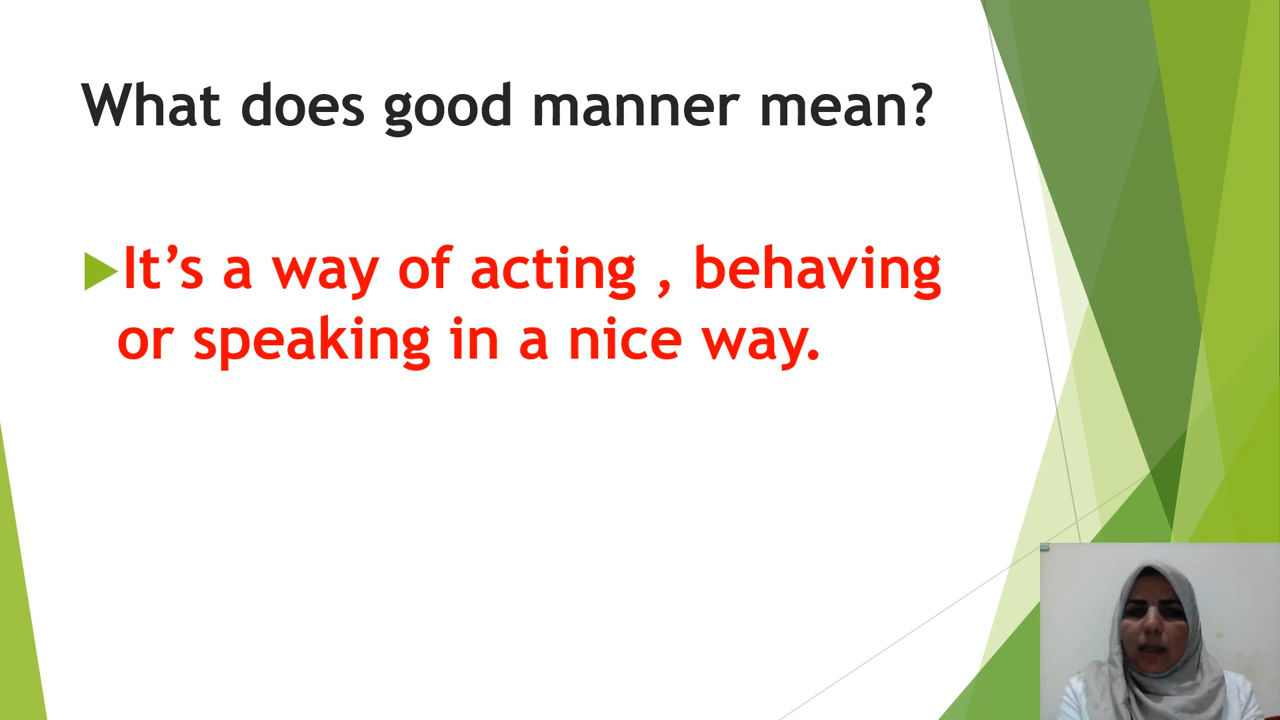 What does good manner mean?
It’s a way of acting , behaving
or speaking in a nice way.